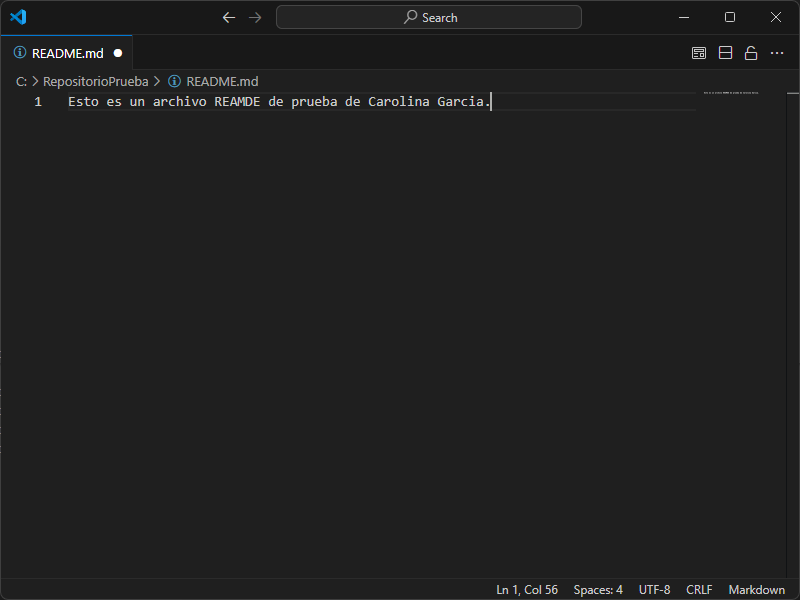 Search
README.md
C: > RepositorioPrueba > README.md
1 Esto es un archivo REAMDE de prueba de Carolina Garcia.
Ln 1, Col 56 Spaces: 4 UTF-8 CRLF Markdown